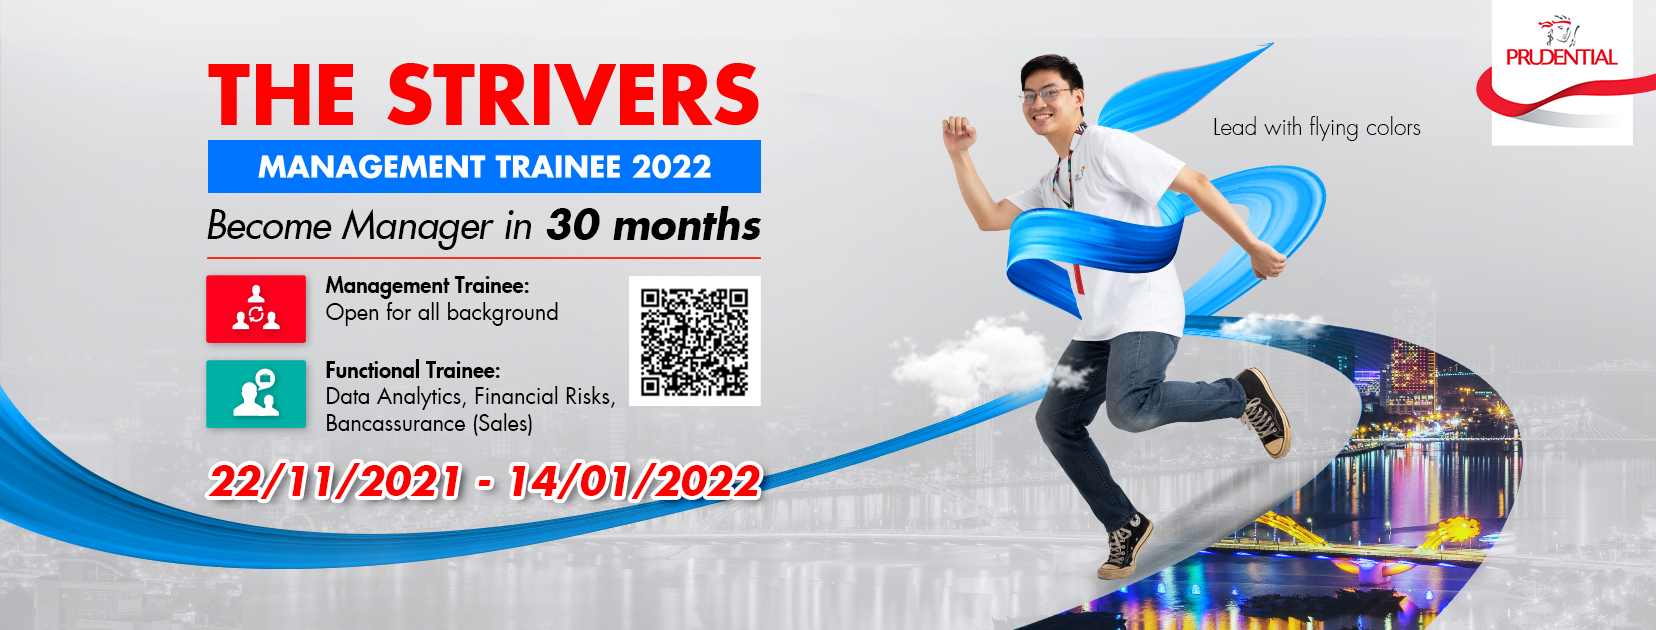 THE STRIVERS
MANAGEMENT TRAINEE 2022
Become Manager in 30 months
Management Trainee:
Open for all background
Functional Trainee:
Data Analytics, Financial Risks,
Bancassurance (Sales)
22/11/2021 - 14/01/2022
Lead with flying colors
PRUDENTIAL